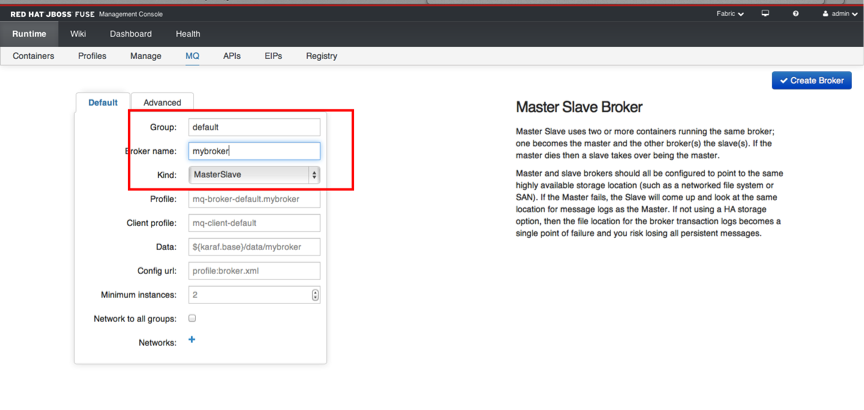 RED HAT JBOSS FUSE Management Console Fabric admin
Runtime Wiki Dashboard Health
Containers Profiles Manage MQ APIs EIPs Registry
Create Broker
Default Advanced
Group: default
Broker name: mybroker
Kind: MasterSlave
Profile: mq-broker-default.mybroker
Client profile: mq-client-default
Data: ${karaf.base}/data/mybroker
Config url: profile:broker.xml
Minimum instances: 2
Network to all groups:
Networks: +
Master Slave Broker
Master Slave uses two or more containers running the same broker;
one becomes the master and the other broker(s) the slave(s). If the
master dies then a slave takes over being the master.
Master and slave brokers should all be configured to point to the same
highly available storage location (such as a networked file system or
SAN). If the Master fails, the Slave will come up and look at the same
location for message logs as the Master. If not using a HA storage
option, then the file location for the broker transaction logs becomes a
single point of failure and you risk losing all persistent messages.